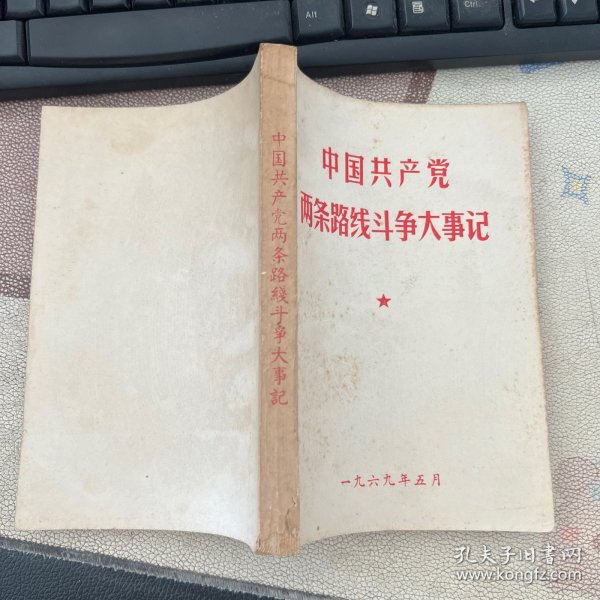 中国共产党
两条路线斗争大事记
一九六九年五月
中国共产党两条路线斗争大事記
Alt
Ctrl
孔夫子旧书网
www.kongfz.com